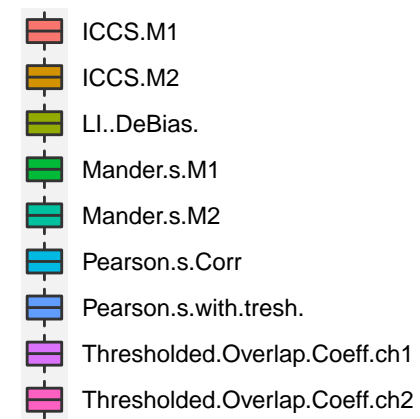 ICCS.M1
ICCS.M2
LI..DeBias.
Mander.s.M1
Mander.s.M2
Pearson.s.Corr
Pearson.s.with.tresh.
Thresholded.Overlap.Coeff.ch1
Thresholded.Overlap.Coeff.ch2